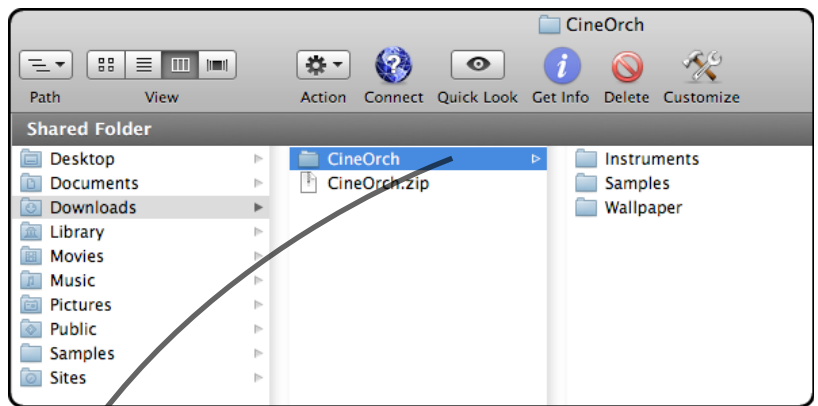 CineOrch
Path View Action Connect Quick Look Get Info Delete Customize
Shared Folder
Desktop
Documents
Downloads
Library
Movies
Music
Pictures
Public
Samples
Sites
CineOrch
CineOrch.zip
Instruments
Samples
Wallpaper